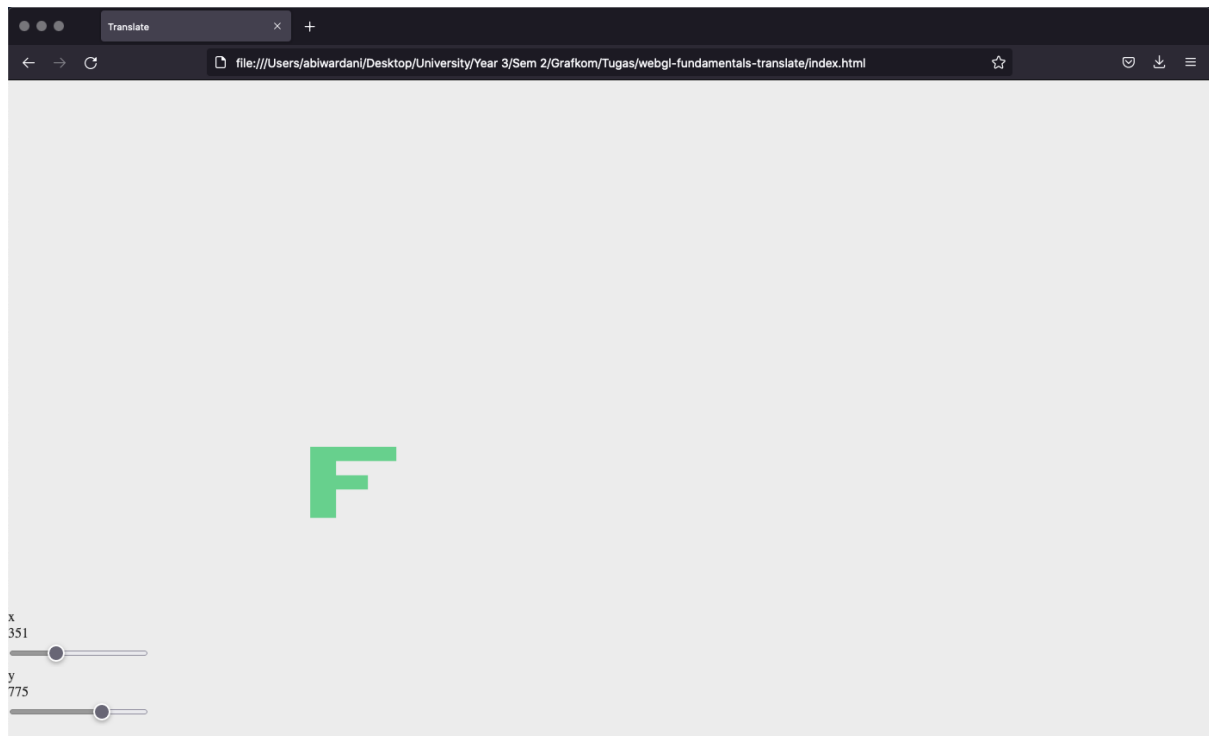 Translate
file:///Users/abiwardani/Desktop/University/Year 3/Sem 2/Grafkom/Tugas/webgl-fundamentals-translate/index.html
F
x
351
y
775